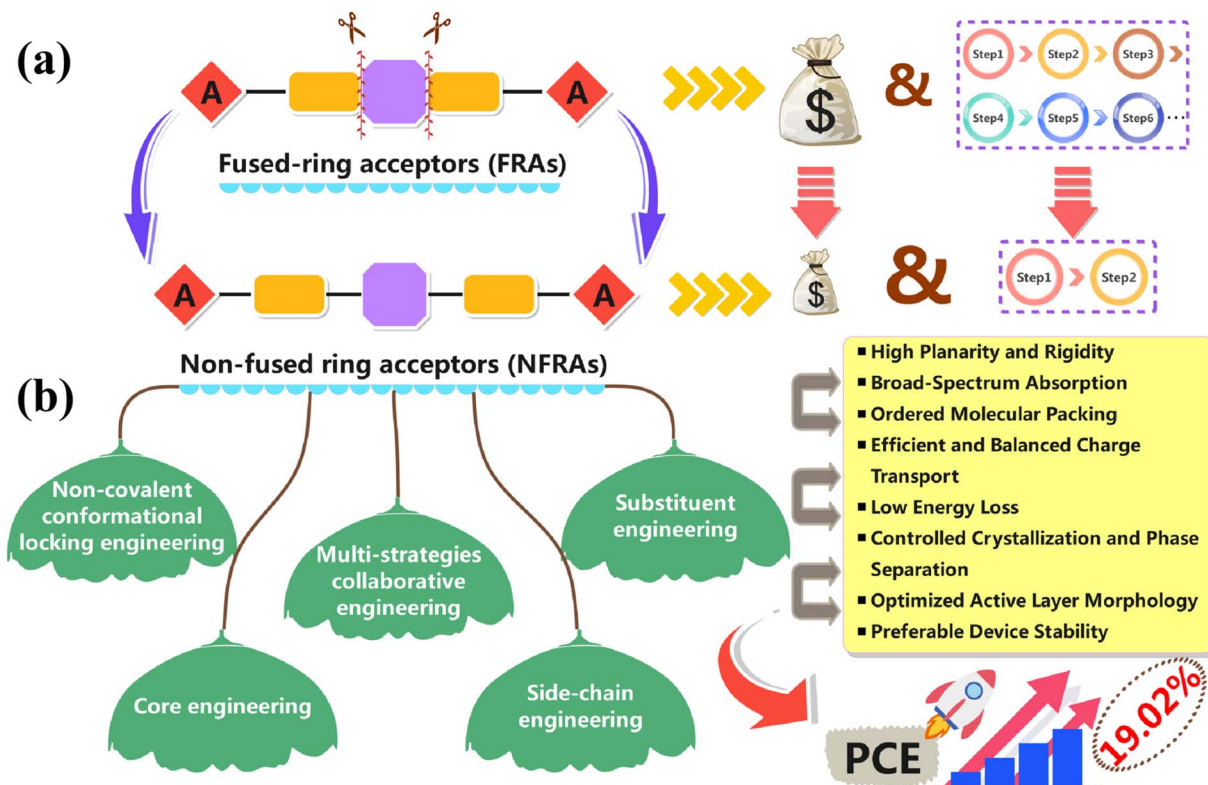 (a)
A
A
$
&
Step1
Step2
Step3
Step4
Step5
Step6
...
Fused-ring acceptors (FRAs)
A
A
$
&
Step1
Step2
Non-fused ring acceptors (NFRAs)
(b)
Non-covalent
conformational
locking engineering
Core engineering
Multi-strategies
collaborative
engineering
Side-chain
engineering
Substituent
engineering
▪ High Planarity and Rigidity
▪ Broad-Spectrum Absorption
▪ Ordered Molecular Packing
▪ Efficient and Balanced Charge
Transport
▪ Low Energy Loss
▪ Controlled Crystallization and Phase
Separation
▪ Optimized Active Layer Morphology
▪ Preferable Device Stability
PCE
19.02%